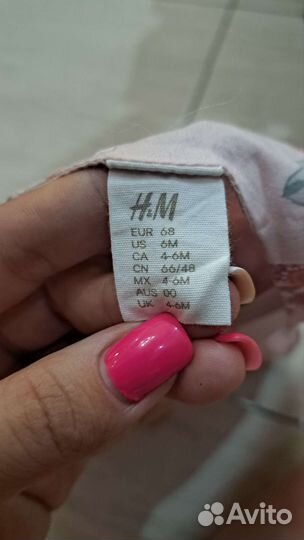 H&M
EUR 68
US 6M
CA 4-6M
CN 66/48
MX 4-6M
AUS 00
UK 4-6M
Avito